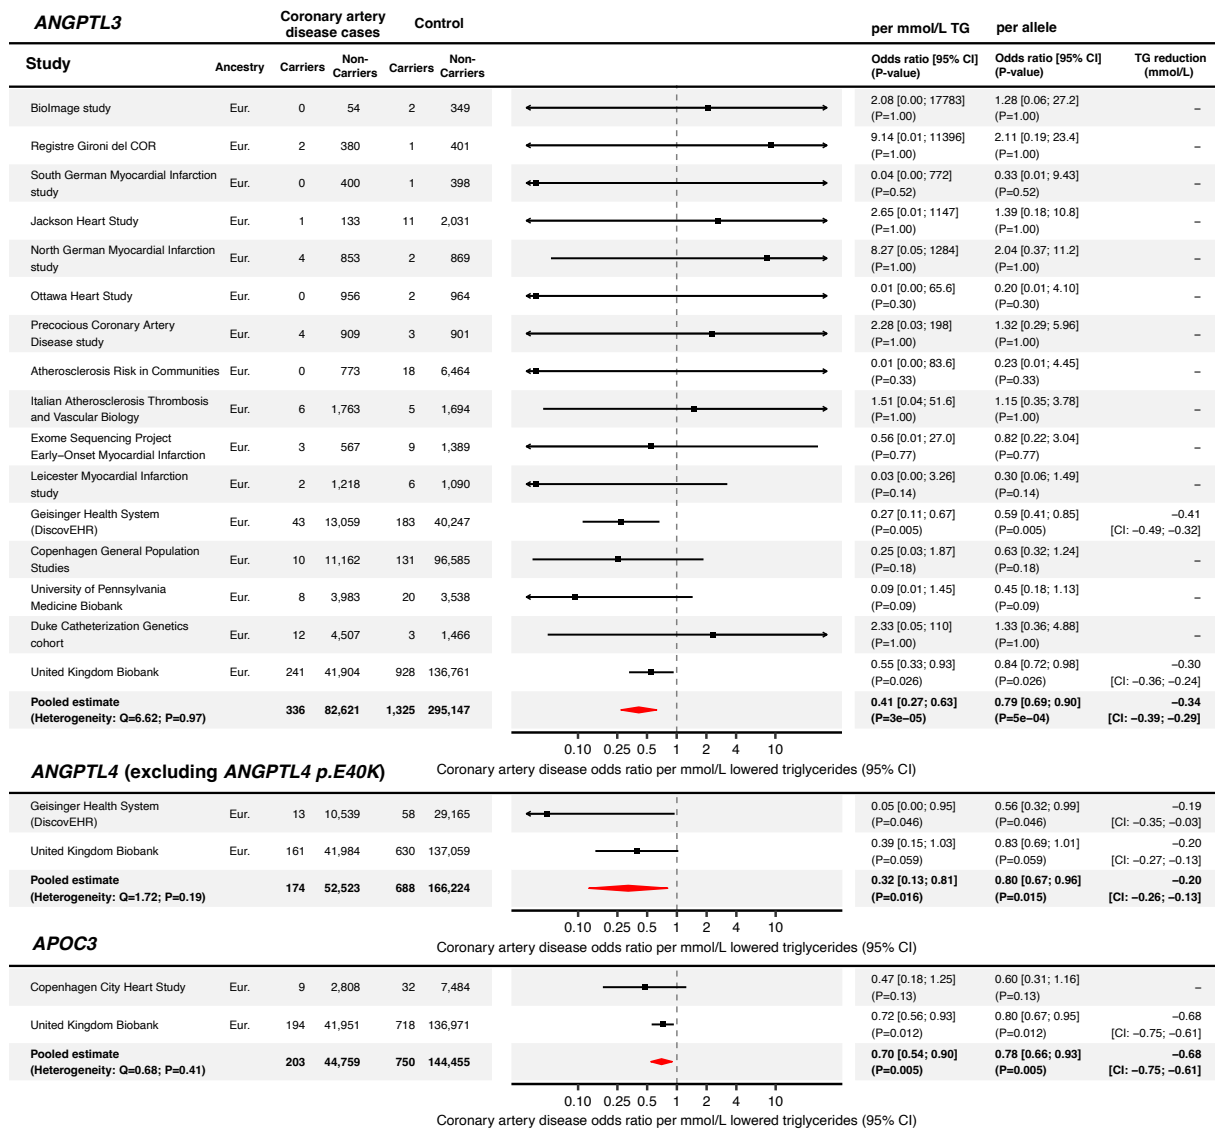 ANGPTL3
Coronary artery
disease cases
Control
per mmol/L TG
per allele
Study
Ancestry
Carriers
Non-
Carriers
Carriers
Non-
Carriers
Odds ratio [95% CI]
(P-value)
Odds ratio [95% CI]
(P-value)
TG reduction
(mmol/L)
BioImage study Eur. 0 54 2 349 2.08 [0.00; 17783] 1.28 [0.06; 27.2] –
(P=1.00) (P=1.00)
Registre Gironi del COR Eur. 2 380 1 401 9.14 [0.01; 11396] 2.11 [0.19; 23.4] –
(P=1.00) (P=1.00)
South German Myocardial Infarction
study Eur. 0 400 1 398 0.04 [0.00; 772] 0.33 [0.01; 9.43] –
(P=0.52) (P=0.52)
Jackson Heart Study Eur. 1 133 11 2,031 2.65 [0.01; 1147] 1.39 [0.18; 10.8] –
(P=1.00) (P=1.00)
North German Myocardial Infarction
study Eur. 4 853 2 869 8.27 [0.05; 1284] 2.04 [0.37; 11.2] –
(P=1.00) (P=1.00)
Ottawa Heart Study Eur. 0 956 2 964 0.01 [0.00; 65.6] 0.20 [0.01; 4.10] –
(P=0.30) (P=0.30)
Precocious Coronary Artery
Disease study Eur. 4 909 3 901 2.28 [0.03; 198] 1.32 [0.29; 5.96] –
(P=1.00) (P=1.00)
Atherosclerosis Risk in Communities Eur. 0 773 18 6,464 0.01 [0.00; 83.6] 0.23 [0.01; 4.45] –
(P=0.33) (P=0.33)
Italian Atherosclerosis Thrombosis
and Vascular Biology Eur. 6 1,763 5 1,694 1.51 [0.04; 51.6] 1.15 [0.35; 3.78] –
(P=1.00) (P=1.00)
Exome Sequencing Project
Early–Onset Myocardial Infarction Eur. 3 567 9 1,389 0.56 [0.01; 27.0] 0.82 [0.22; 3.04] –
(P=0.77) (P=0.77)
Leicester Myocardial Infarction
study Eur. 2 1,218 6 1,090 0.03 [0.00; 3.26] 0.30 [0.06; 1.49] –
(P=0.14) (P=0.14)
Geisinger Health System
(DiscovEHR) Eur. 43 13,059 183 40,247 0.27 [0.11; 0.67] 0.59 [0.41; 0.85] –0.41
(P=0.005) (P=0.005) [CI: –0.49; –0.32]
Copenhagen General Population
Studies Eur. 10 11,162 131 96,585 0.25 [0.03; 1.87] 0.63 [0.32; 1.24] –
(P=0.18) (P=0.18)
University of Pennsylvania
Medicine Biobank Eur. 8 3,983 20 3,538 0.09 [0.01; 1.45] 0.45 [0.18; 1.13] –
(P=0.09) (P=0.09)
Duke Catheterization Genetics
cohort Eur. 12 4,507 3 1,466 2.33 [0.05; 110] 1.33 [0.36; 4.88] –
(P=1.00) (P=1.00)
United Kingdom Biobank Eur. 241 41,904 928 136,761 0.55 [0.33; 0.93] 0.84 [0.72; 0.98] –0.30
(P=0.026) (P=0.026) [CI: –0.36; –0.24]
Pooled estimate
(Heterogeneity: Q=6.62; P=0.97) 336 82,621 1,325 295,147 0.41 [0.27; 0.63] 0.79 [0.69; 0.90] –0.34
(P=3e–05) (P=5e–04) [CI: –0.39; –0.29]
0.10 0.25 0.5 1 2 4 10
Coronary artery disease odds ratio per mmol/L lowered triglycerides (95% CI)
ANGPTL4 (excluding ANGPTL4 p.E40K)
Geisinger Health System
(DiscovEHR) Eur. 13 10,539 58 29,165 0.05 [0.00; 0.95] 0.56 [0.32; 0.99] –0.19
(P=0.046) (P=0.046) [CI: –0.35; –0.03]
United Kingdom Biobank Eur. 161 41,984 630 137,059 0.39 [0.15; 1.03] 0.83 [0.69; 1.01] –0.20
(P=0.059) (P=0.059) [CI: –0.27; –0.13]
Pooled estimate
(Heterogeneity: Q=1.72; P=0.19) 174 52,523 688 166,224 0.32 [0.13; 0.81] 0.80 [0.67; 0.96] –0.20
(P=0.016) (P=0.015) [CI: –0.26; –0.13]
0.10 0.25 0.5 1 2 4 10
Coronary artery disease odds ratio per mmol/L lowered triglycerides (95% CI)
APOC3
Copenhagen City Heart Study Eur. 9 2,808 32 7,484 0.47 [0.18; 1.25] 0.60 [0.31; 1.16] –
(P=0.13) (P=0.13)
United Kingdom Biobank Eur. 194 41,951 718 136,971 0.72 [0.56; 0.93] 0.80 [0.67; 0.95] –0.68
(P=0.012) (P=0.012) [CI: –0.75; –0.61]
Pooled estimate
(Heterogeneity: Q=0.68; P=0.41) 203 44,759 750 144,455 0.70 [0.54; 0.90] 0.78 [0.66; 0.93] –0.68
(P=0.005) (P=0.005) [CI: –0.75; –0.61]
0.10 0.25 0.5 1 2 4 10
Coronary artery disease odds ratio per mmol/L lowered triglycerides (95% CI)